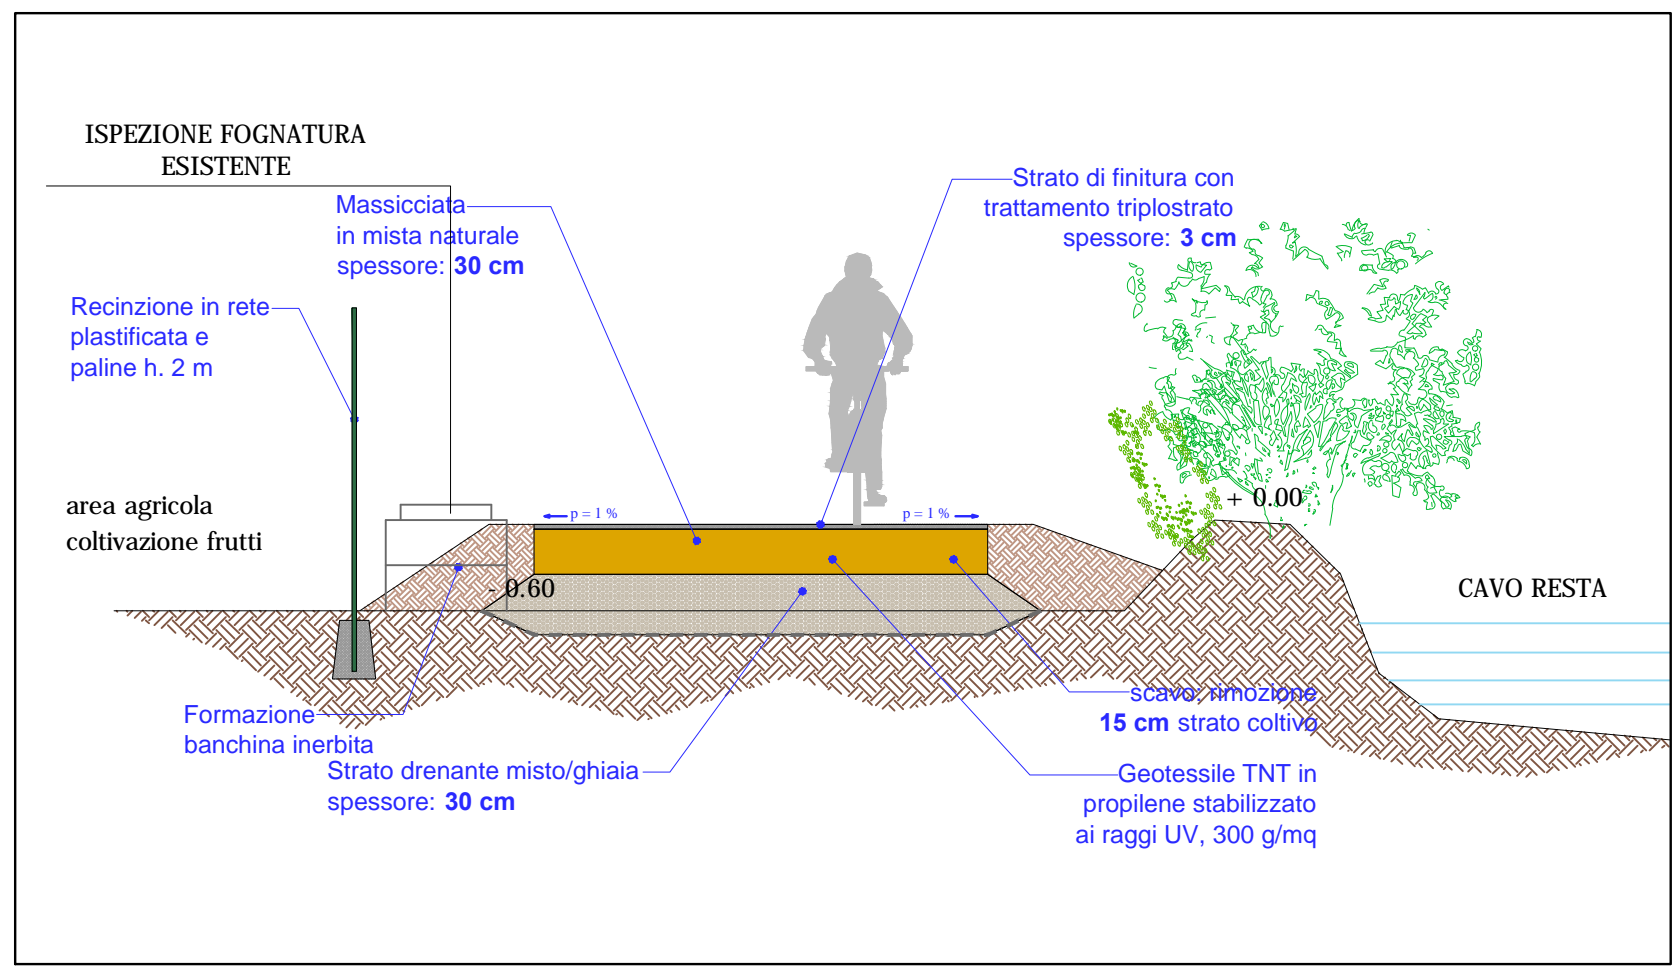 ISPEZIONE FOGNATURA
ESISTENTE
Massicciata
in mista naturale
spessore: 30 cm
Strato di finitura con
trattamento triplostrato
spessore: 3 cm
Recinzione in rete
plastificata e
paline h. 2 m
area agricola
coltivazione frutti
p = 1 %
p = 1 %
+ 0.00
- 0.60
CAVO RESTA
Formazione
banchina inerbita
scavo: rimozione
15 cm strato coltivo
Strato drenante misto/ghiaia
spessore: 30 cm
Geotessile TNT in
propilene stabilizzato
ai raggi UV, 300 g/mq